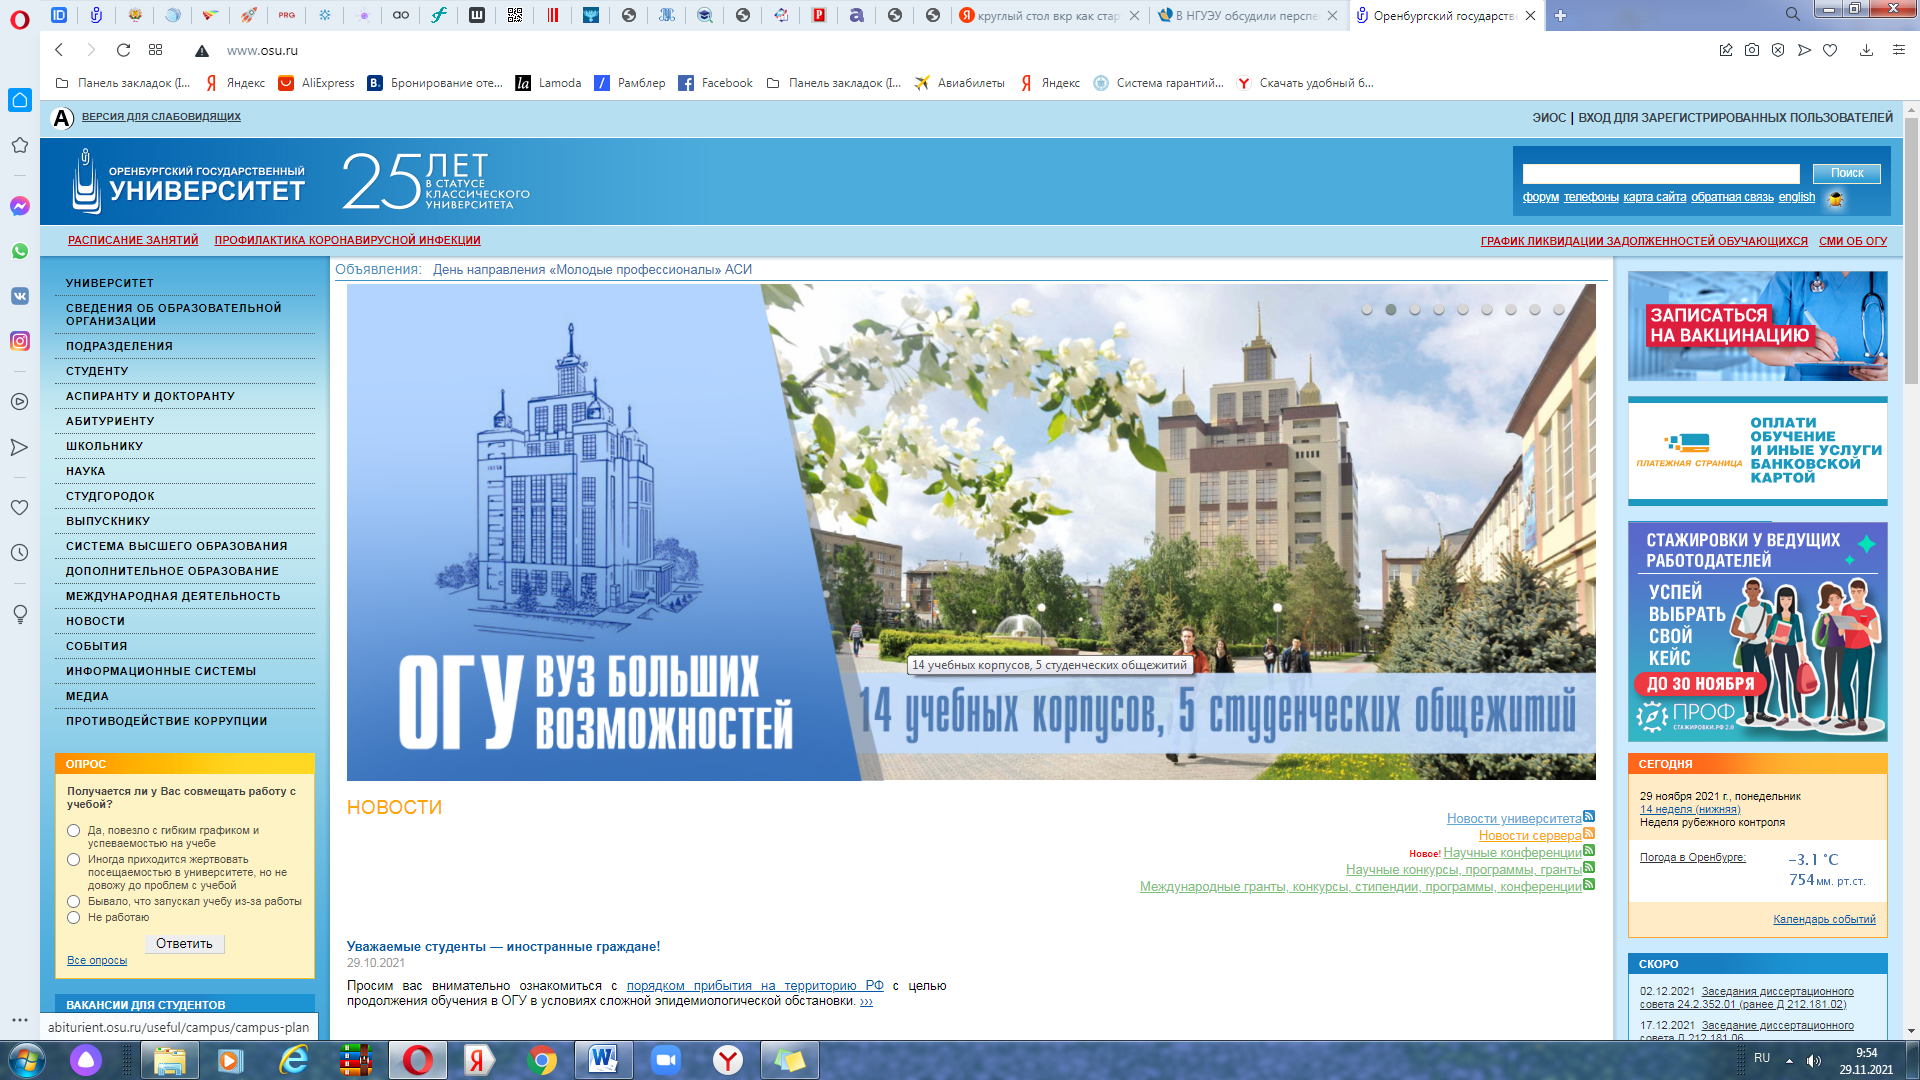 круглый стол вкр как стар
В НГУЭУ обсудили перспе
Оренбургский государстве
www.osu.ru
Панель закладок (I...
Яндекс
AliExpress
Бронирование оте...
Lamoda
Рамблер
Facebook
Панель закладок (I...
Авиабилеты
Яндекс
Система гарантий...
Скачать удобный б...
ВЕРСИЯ ДЛЯ СЛАБОВИДЯЩИХ
ЭИОС | ВХОД ДЛЯ ЗАРЕГИСТРИРОВАННЫХ ПОЛЬЗОВАТЕЛЕЙ
ОРЕНБУРГСКИЙ ГОСУДАРСТВЕННЫЙ
УНИВЕРСИТЕТ
25 ЛЕТ
В СТАТУСЕ
КЛАССИЧЕСКОГО
УНИВЕРСИТЕТА
Поиск
форум телефоны карта сайта обратная связь english
РАСПИСАНИЕ ЗАНЯТИЙ
ПРОФИЛАКТИКА КОРОНАВИРУСНОЙ ИНФЕКЦИИ
ГРАФИК ЛИКВИДАЦИИ ЗАДОЛЖЕННОСТЕЙ ОБУЧАЮЩИХСЯ
СМИ ОБ ОГУ
УНИВЕРСИТЕТ
СВЕДЕНИЯ ОБ ОБРАЗОВАТЕЛЬНОЙ
ОРГАНИЗАЦИИ
ПОДРАЗДЕЛЕНИЯ
СТУДЕНТУ
АСПИРАНТУ И ДОКТОРАНТУ
АБИТУРИЕНТУ
ШКОЛЬНИКУ
НАУКА
СТУДГОРОДОК
ВЫПУСКНИКУ
СИСТЕМА ВЫСШЕГО ОБРАЗОВАНИЯ
ДОПОЛНИТЕЛЬНОЕ ОБРАЗОВАНИЕ
МЕЖДУНАРОДНАЯ ДЕЯТЕЛЬНОСТЬ
НОВОСТИ
СОБЫТИЯ
ИНФОРМАЦИОННЫЕ СИСТЕМЫ
МЕДИА
ПРОТИВОДЕЙСТВИЕ КОРРУПЦИИ
ОПРОС
Получается ли у Вас совмещать работу с
учебой?
Да, повезло с гибким графиком и
успеваемостью на учебе
Иногда приходится жертвовать
посещаемостью в университете, но не
довожу до проблем с учебой
Бывало, что запускал учебу из-за работы
Не работаю
Ответить
Все опросы
ВАКАНСИИ ДЛЯ СТУДЕНТОВ
abiturient.osu.ru/useful/campus/campus-plan
Объявления: День направления «Молодые профессионалы» АСИ
ОГУ ВУЗ БОЛЬШИХ
ВОЗМОЖНОСТЕЙ
14 учебных корпусов, 5 студенческих общежитий
14 учебных корпусов, 5 студенческих общежитий
НОВОСТИ
Новости университета
Новости сервера
Новое! Научные конференции
Научные конкурсы, программы, гранты
Международные гранты, конкурсы, стипендии, программы, конференции
Уважаемые студенты — иностранные граждане!
29.10.2021
Просим вас внимательно ознакомиться с порядком прибытия на территорию РФ с целью
продолжения обучения в ОГУ в условиях сложной эпидемиологической обстановки. ›››
ЗАПИСАТЬСЯ
НА ВАКЦИНАЦИЮ
ПЛАТЕЖНАЯ СТРАНИЦА
ОПЛАТИ
ОБУЧЕНИЕ
И ИНЫЕ УСЛУГИ
БАНКОВСКОЙ
КАРТОЙ
СТАЖИРОВКИ У ВЕДУЩИХ
РАБОТОДАТЕЛЕЙ
УСПЕЙ
ВЫБРАТЬ
СВОЙ
КЕЙС
ДО 30 НОЯБРЯ
ПРОФ
СТАЖИРОВКИ.РФ 2.0
СЕГОДНЯ
29 ноября 2021 г., понедельник
14 неделя (нижняя)
Неделя рубежного контроля
Погода в Оренбурге:
−3.1 °C
754 мм. рт.ст.
Календарь событий
СКОРО
02.12.2021 Заседания диссертационного
совета 24.2.352.01 (ранее Д 212.181.02)
17.12.2021 Заседание диссертационного
совета Д 212.181.06
RU
9:54
29.11.2021